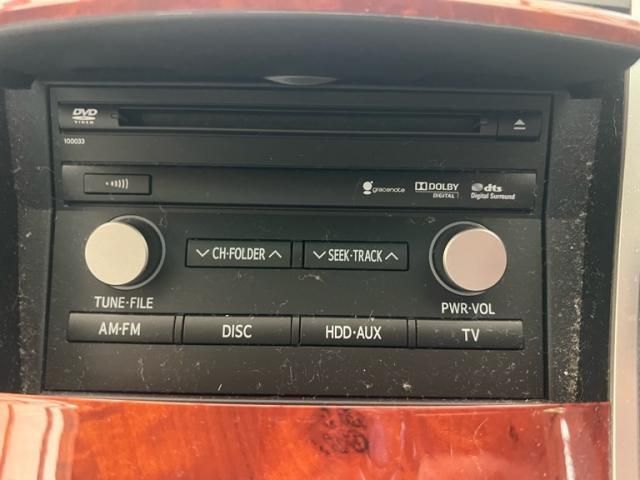 DVD
VIDEO
100033
gracenote DOLBY DIGITAL dts Digital Surround
CH·FOLDER SEEK·TRACK
TUNE·FILE PWR·VOL
AM·FM DISC HDD·AUX TV